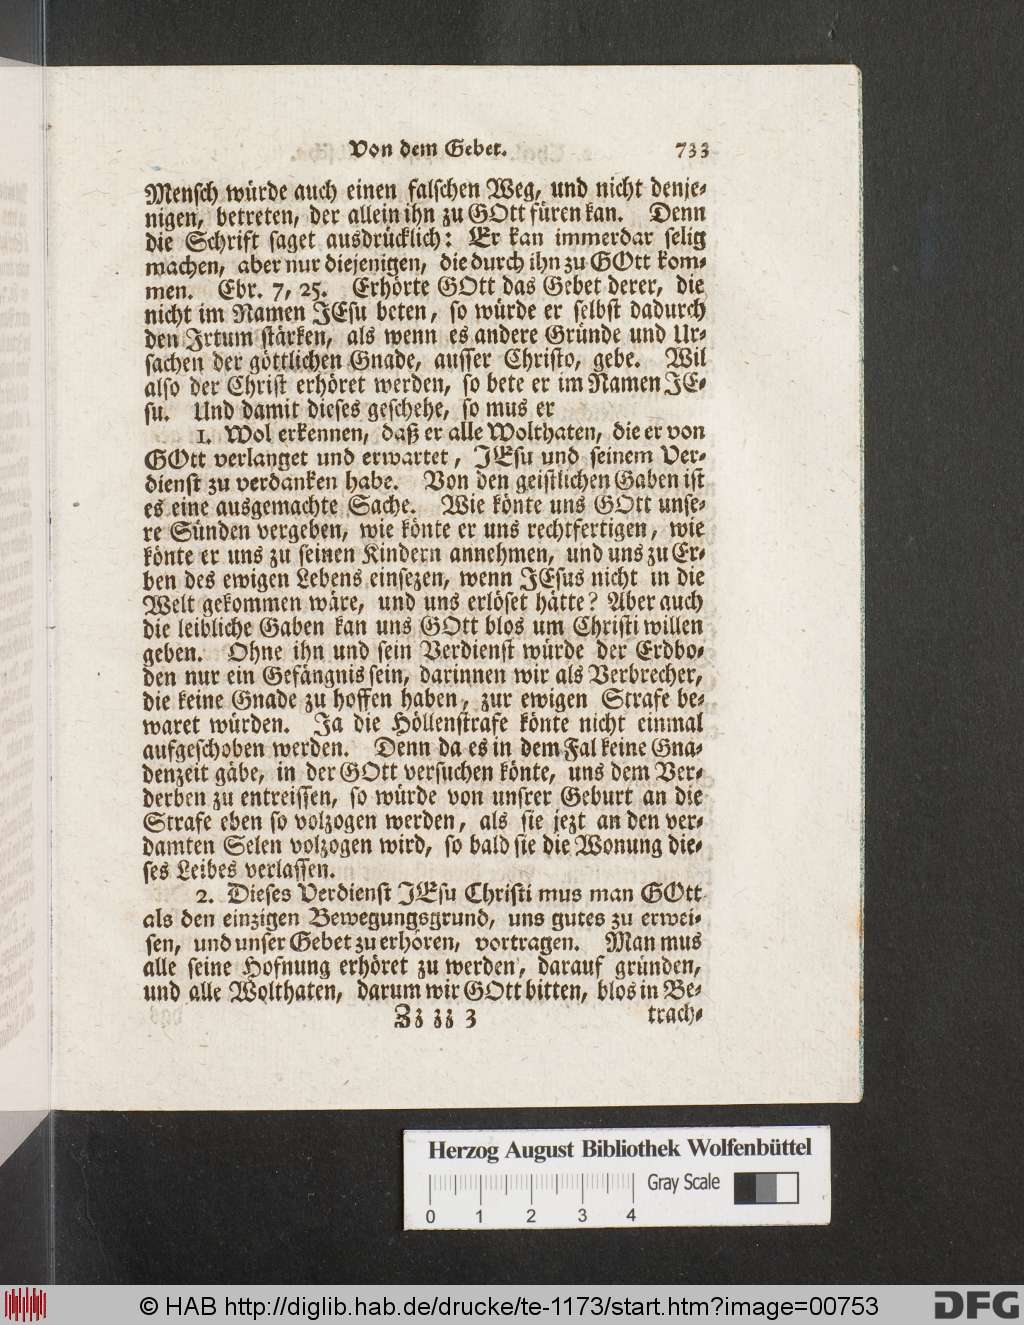 Von dem Gebet. 733
Mensch würde auch einen falschen Weg, und nicht denje-
nigen, betreten, der allein ihn zu GOtt füren kan. Denn
die Schrift saget ausdrücklich: Er kan immerdar selig
machen, aber nur diejenigen, die durch ihn zu GOtt kom-
men. Ebr. 7, 25. Erhörte GOtt das Gebet derer, die
nicht im Namen JEsu beten, so würde er selbst dadurch
den Irtum stärken, als wenn es andere Gründe und Ur-
sachen der göttlichen Gnade, ausser Christo, gebe. Wil
also der Christ erhöret werden, so bete er im Namen JE-
su. Und damit dieses geschehe, so mus er
1. Wol erkennen, daß er alle Wolthaten, die er von
GOtt verlanget und erwartet, JEsu und seinem Ver-
dienst zu verdanken habe. Von den geistlichen Gaben ist
es eine ausgemachte Sache. Wie könte uns GOtt unse-
re Sünden vergeben, wie könte er uns rechtfertigen, wie
könte er uns zu seinen Kindern annehmen, und uns zu Er-
ben des ewigen Lebens einsezen, wenn JEsus nicht in die
Welt gekommen wäre, und uns erlöset hätte? Aber auch
die leibliche Gaben kan uns GOtt blos um Christi willen
geben. Ohne ihn und sein Verdienst würde der Erdbo-
den nur ein Gefängnis sein, darinnen wir als Verbrecher,
die keine Gnade zu hoffen haben, zur ewigen Strafe be-
waret würden. Ja die Höllenstrafe könte nicht einmal
aufgeschoben werden. Denn da es in dem Fal keine Gna-
denzeit gäbe, in der GOtt versuchen könte, uns dem Ver-
derben zu entreissen, so würde von unsrer Geburt an die
Strafe eben so volzogen werden, als sie jezt an den ver-
damten Selen volzogen wird, so bald sie die Wonung die-
ses Leibes verlassen.
2. Dieses Verdienst JEsu Christi mus man GOtt
als den einzigen Bewegungsgrund, uns gutes zu erwei-
sen, und unser Gebet zu erhören, vortragen. Man mus
alle seine Hofnung erhöret zu werden, darauf gründen,
und alle Wolthaten, darum wir GOtt bitten, blos in Be-
Zz zz 3 trach-
Herzog August Bibliothek Wolfenbüttel
Gray Scale
0 1 2 3 4
© HAB http://diglib.hab.de/drucke/te-1173/start.htm?image=00753
DFG